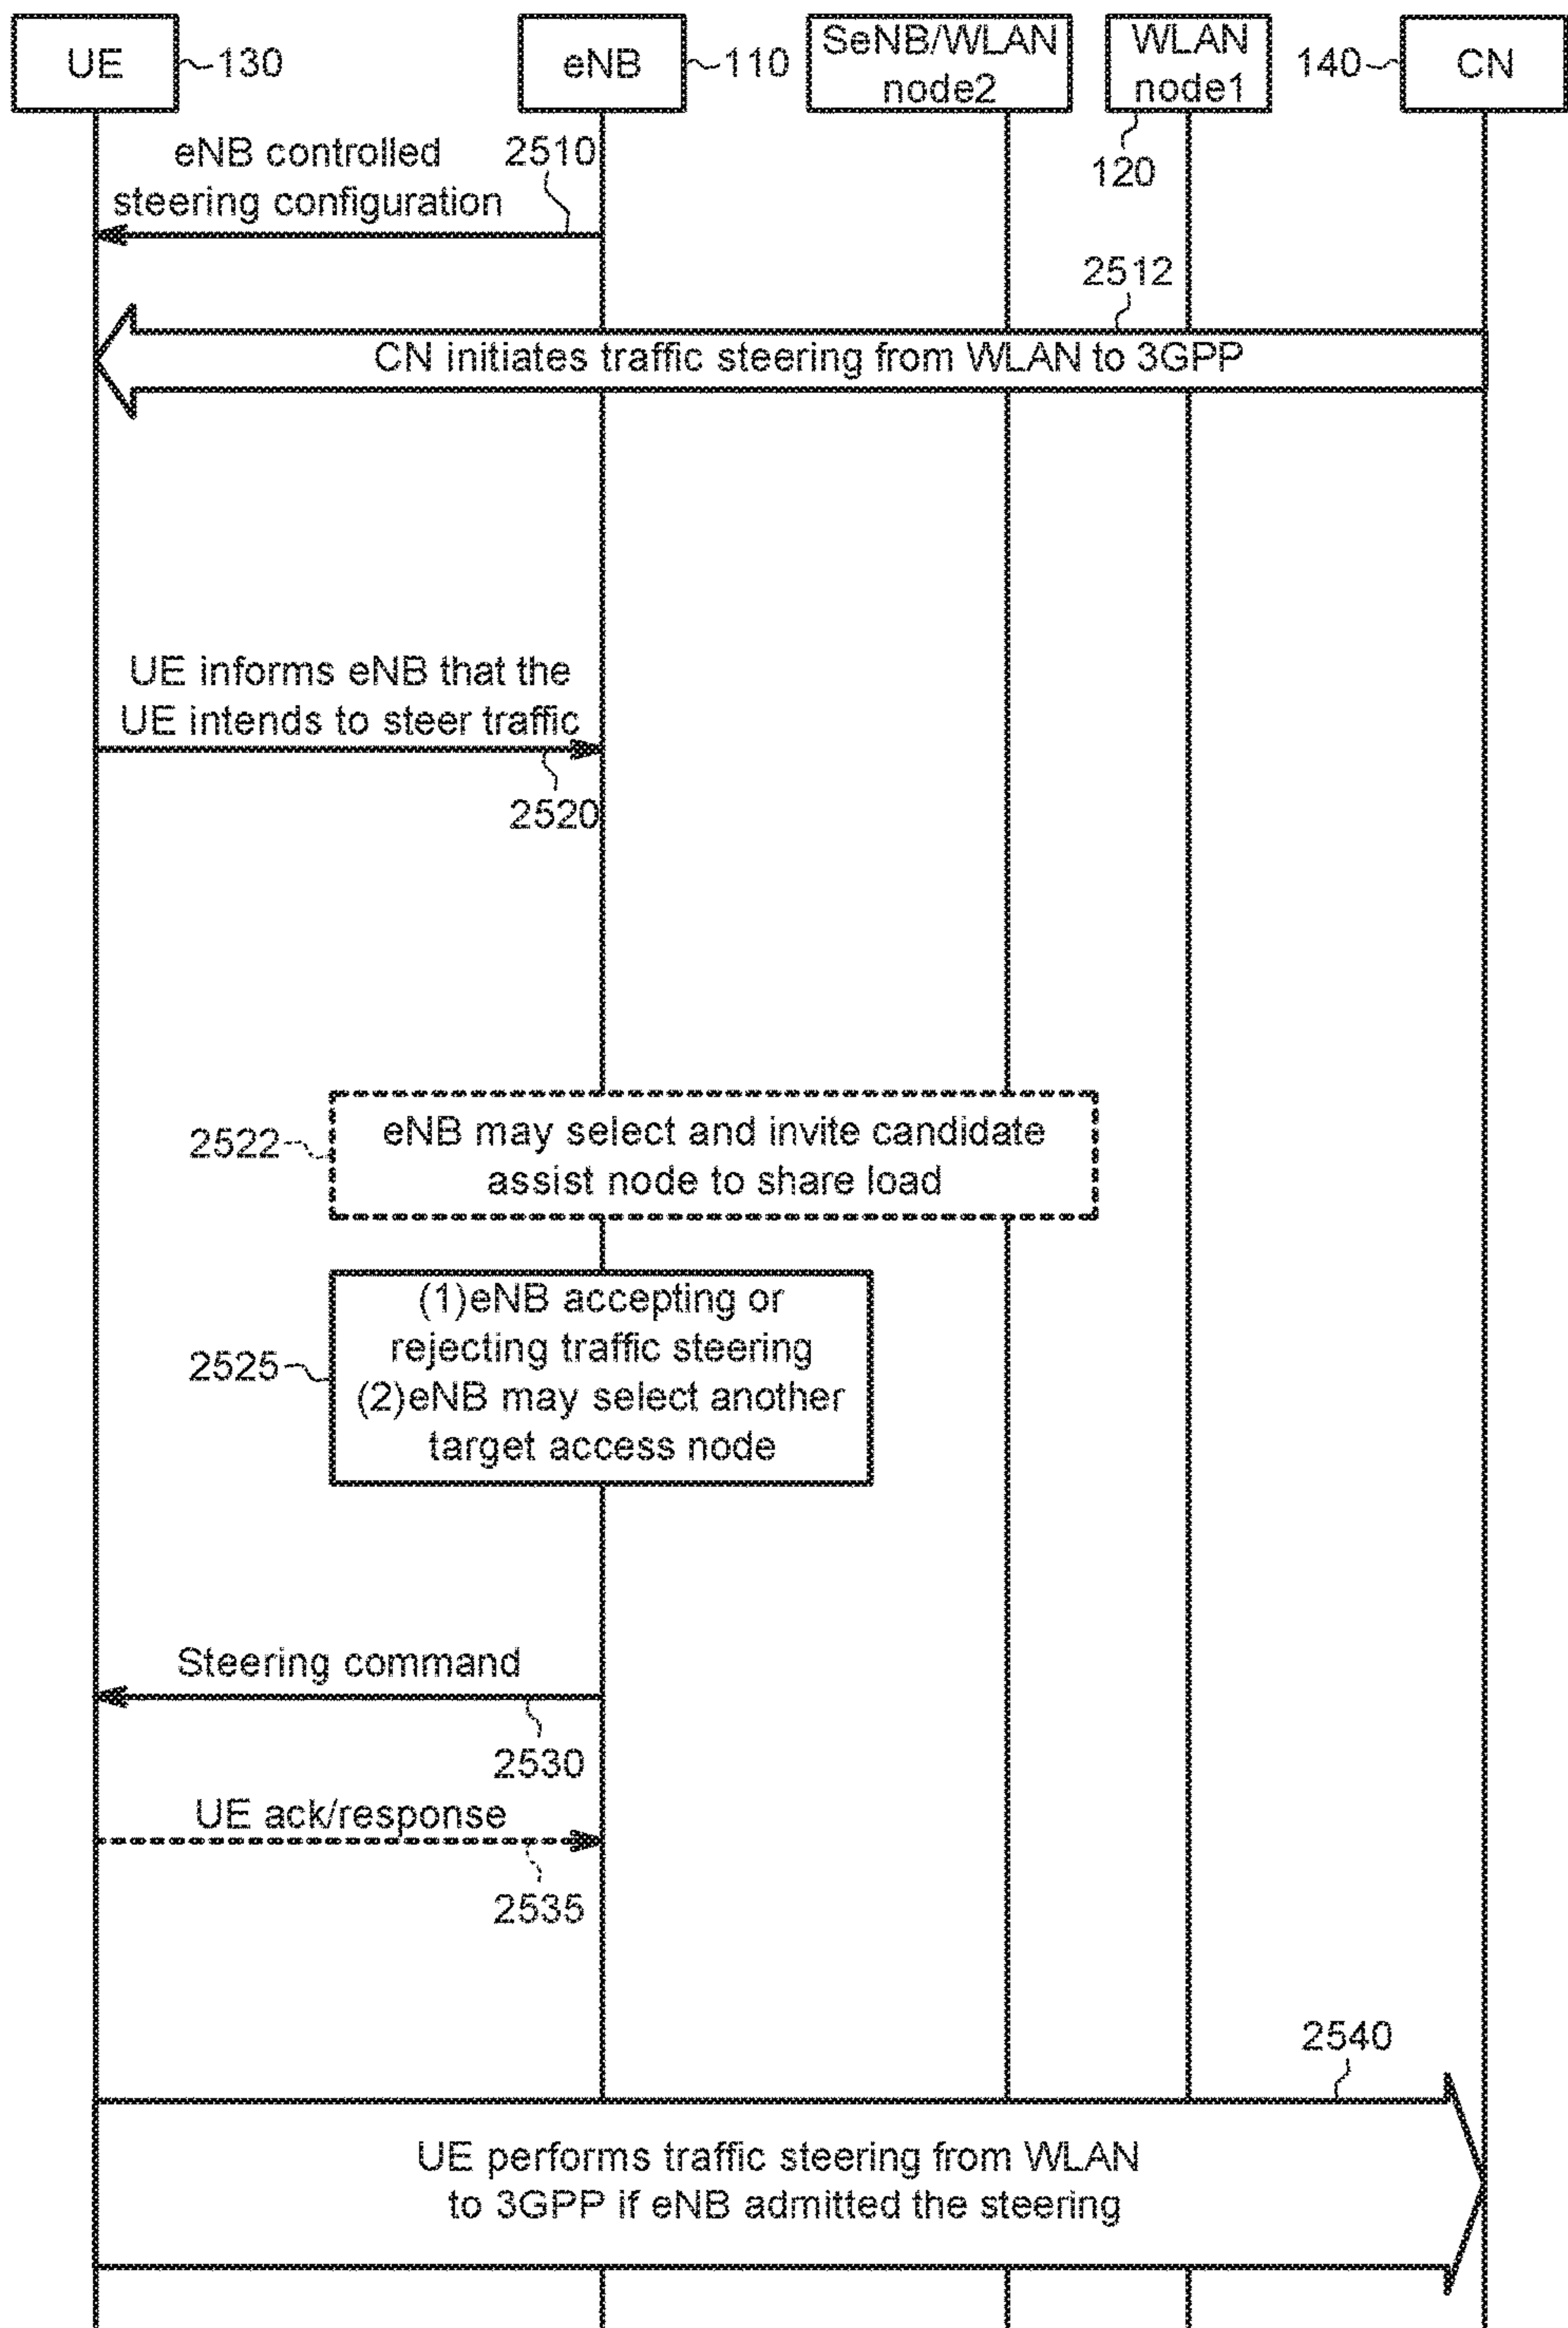 UE
130
eNB
110
SeNB/WLAN
node2
WLAN
node1
120
140
CN
eNB controlled
steering configuration
2510
2512
CN initiates traffic steering from WLAN to 3GPP
UE informs eNB that the
UE intends to steer traffic
2520
2522
eNB may select and invite candidate
assist node to share load
2525
(1)eNB accepting or
rejecting traffic steering
(2)eNB may select another
target access node
Steering command
2530
UE ack/response
2535
2540
UE performs traffic steering from WLAN
to 3GPP if eNB admitted the steering